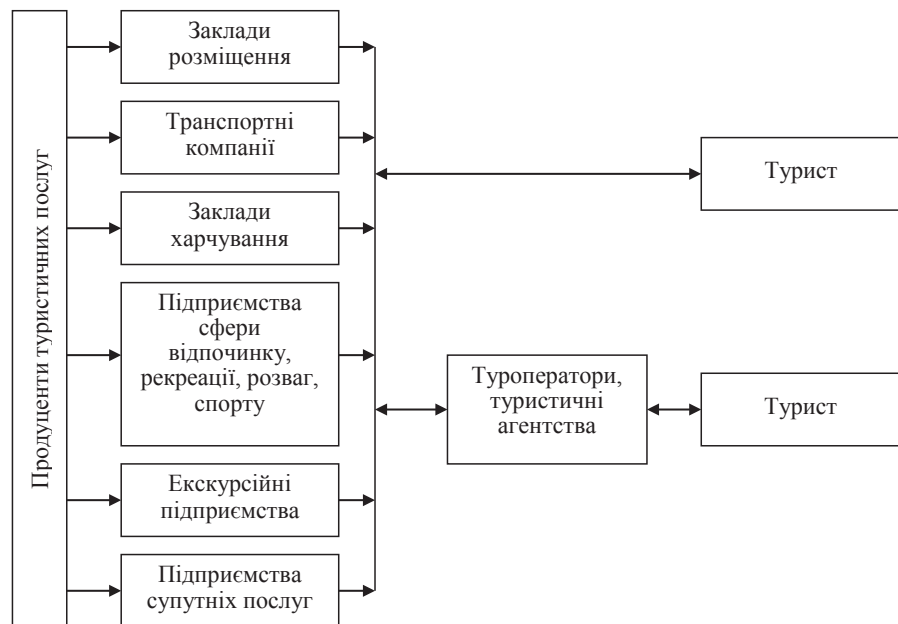 Продуценти туристичних послуг
Заклади
розміщення
Транспортні
компанії
Заклади
харчування
Підприємства
сфери
відпочинку,
рекреації, розваг,
спорту
Екскурсійні
підприємства
Підприємства
супутніх послуг
Туроператори,
туристичні
агентства
Турист
Турист